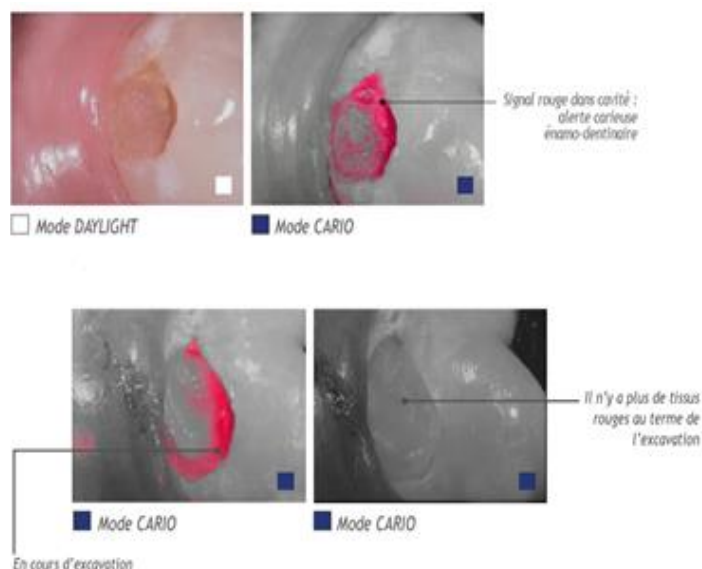 Signal rouge dans cavité :
alerte carieuse
énamo-dentinaire
Mode DAYLIGHT
Mode CARIO
Il n'y a plus de tissus
rouges au terme de
l'excavation
Mode CARIO
Mode CARIO
En cours d'excavation